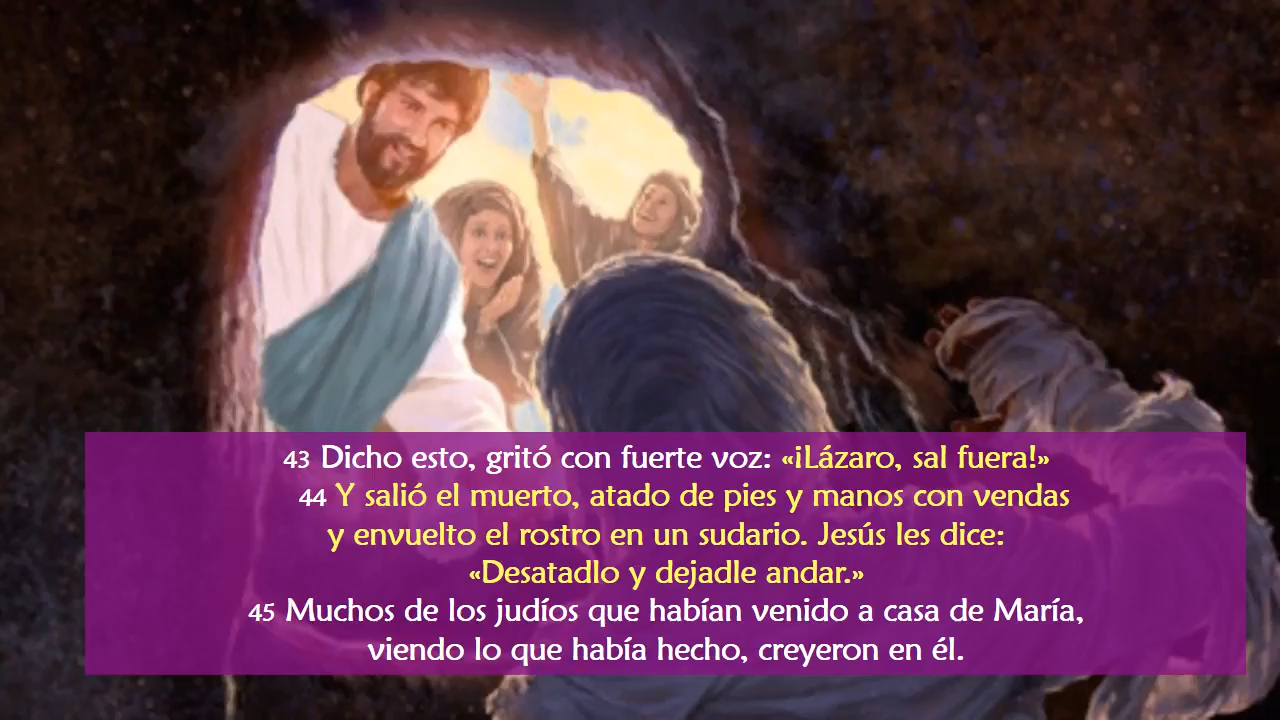 43 Dicho esto, gritó con fuerte voz: «¡Lázaro, sal fuera!»
44 Y salió el muerto, atado de pies y manos con vendas
y envuelto el rostro en un sudario. Jesús les dice:
«Desatadlo y dejadle andar.»
45 Muchos de los judíos que habían venido a casa de María,
viendo lo que había hecho, creyeron en él.